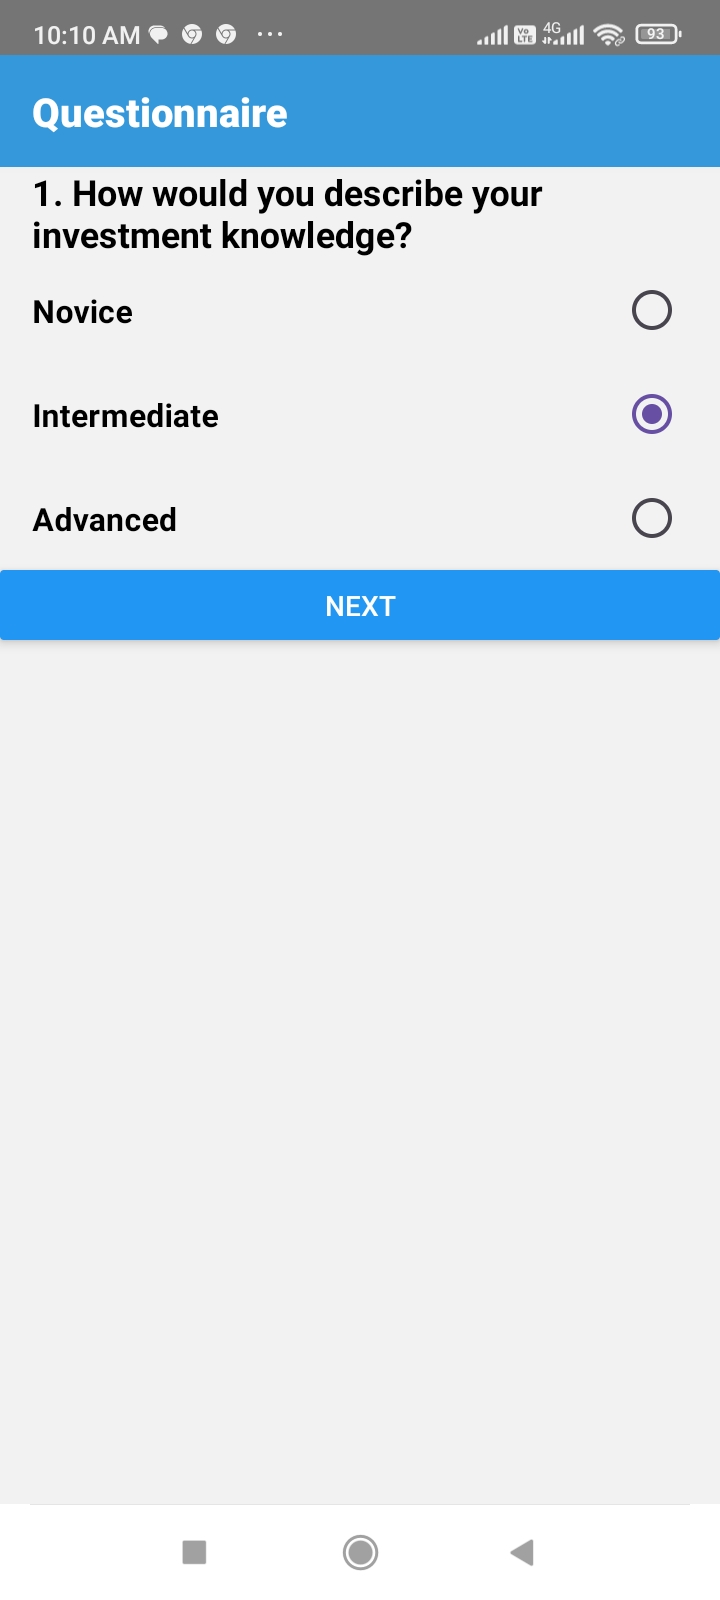 10:10 AM
Vo LTE 4G 93
Questionnaire
1. How would you describe your
investment knowledge?
Novice
Intermediate
Advanced
NEXT